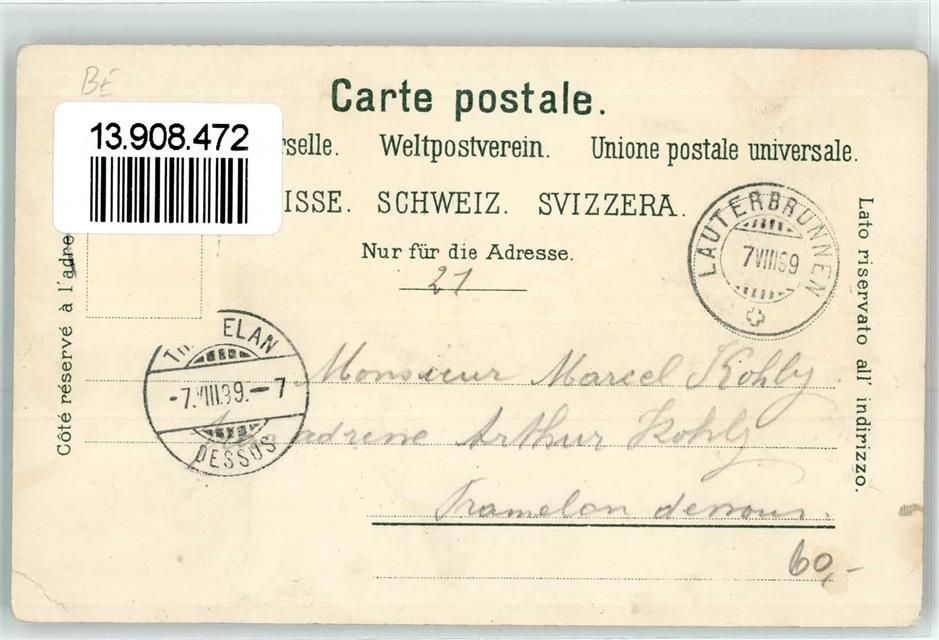 BE
Carte postale.
13.908.472
rselle. Weltpostverein. Unione postale universale.
ISSE. SCHWEIZ. SVIZZERA.
Nur für die Adresse.
21
Côté réservé à l'adre
Lato riservato all' indirizzo.
LAUTERBRUNNEN
7 VIII 99
ELAN
-7.VIII.99.-7
DESSUS
Monsieur Marcel Kohly
Arthur Kohly
Tramelan dessous.
60,-